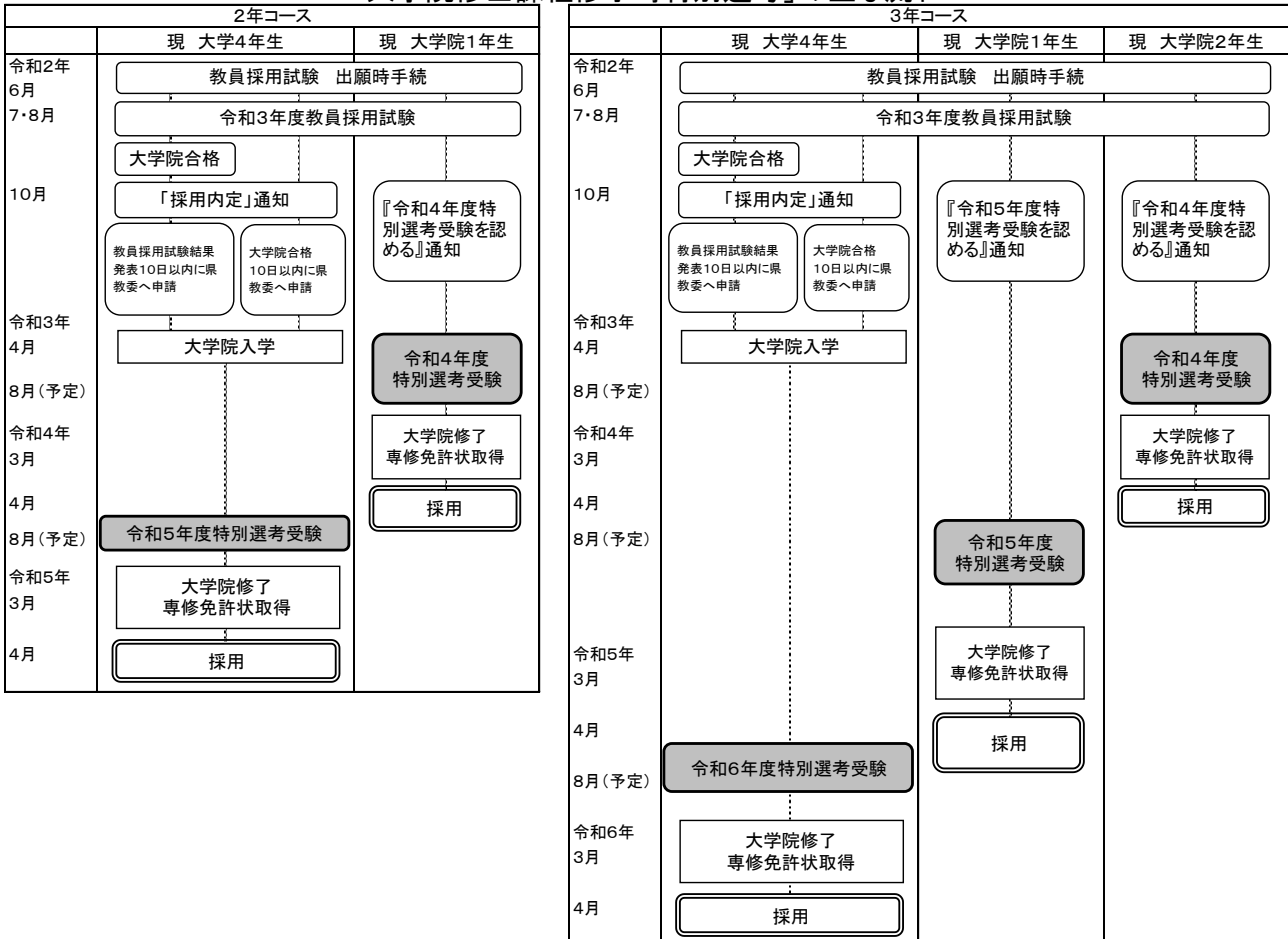 2年コース
現 大学4年生
現 大学院1年生
令和2年
6月
教員採用試験 出願時手続
7・8月
令和3年度教員採用試験
大学院合格
10月
「採用内定」通知
『令和4年度特
別選考受験を認
める』通知
教員採用試験結果
発表10日以内に県
教委へ申請
大学院合格
10日以内に県
教委へ申請
令和3年
4月
大学院入学
令和4年度
特別選考受験
8月(予定)
令和4年
3月
大学院修了
専修免許状取得
4月
採用
8月(予定)
令和5年度特別選考受験
令和5年
3月
大学院修了
専修免許状取得
4月
採用
3年コース
現 大学4年生
現 大学院1年生
現 大学院2年生
令和2年
6月
教員採用試験 出願時手続
7・8月
令和3年度教員採用試験
大学院合格
10月
「採用内定」通知
『令和5年度特
別選考受験を認
める』通知
『令和4年度特
別選考受験を認
める』通知
教員採用試験結果
発表10日以内に県
教委へ申請
大学院合格
10日以内に県
教委へ申請
令和3年
4月
大学院入学
令和4年度
特別選考受験
8月(予定)
令和4年
3月
大学院修了
専修免許状取得
4月
採用
8月(予定)
令和5年度
特別選考受験
令和5年
3月
大学院修了
専修免許状取得
4月
採用
令和6年度特別選考受験
8月(予定)
令和6年
3月
大学院修了
専修免許状取得
4月
採用